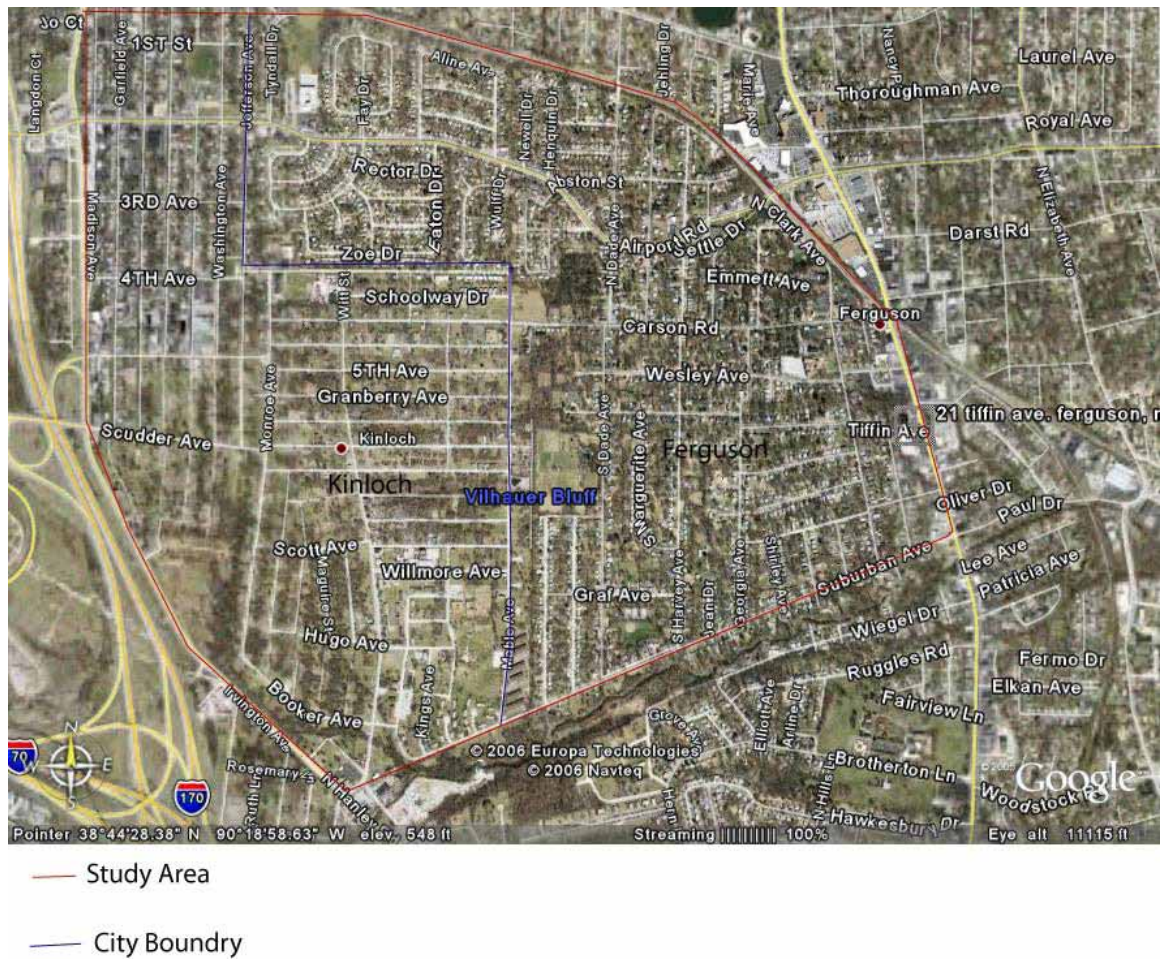 Jo Ct
1ST St
Langdon Ct
Garfield Ave
Jefferson Ave
Tyndall Dr
Fay Dr
Aline Av
Jehling Dr
Marie Ave
Nancy P
Laurel Ave
Thoroughman Ave
Royal Ave
Newell Dr
Henquin Dr
Rector Dr
Eaton Dr
Wulff Dr
3RD Ave
Madison Ave
Washington Ave
N Dade Ave
Airport Rd
Settle Dr
N Clark Ave
N Elizabeth Ave
Darst Rd
Zoe Dr
4TH Ave
Witt St
Schoolway Dr
Emmett Ave
Carson Rd
Ferguson
5TH Ave
Wesley Ave
Granberry Ave
Monroe Ave
Scudder Ave
Kinloch
Kinloch
Vilhauer Bluff
S Dade Ave
Marguerite Ave
Ferguson
Tiffin Ave
21 tiffin ave, ferguson, r
Oliver Dr
Paul Dr
Scott Ave
Maguire St
Willmore Ave
Graf Ave
S Harvey Ave
Jean Dr
Georgia Ave
Shirley Ave
Suburban Ave
Lee Ave
Patricia Ave
Wiegel Dr
Hugo Ave
Mable Ave
Ruggles Rd
Fermo Dr
Elkan Ave
Booker Ave
Kings Ave
Irvington Ave
Fairview Ln
Grove Ave
Elliott Ave
Arline Dr
Brotherton Ln
N Hills Ln
Woodstock R
Hawkesbury Dr
Rosemary
Ruth Ln
N Hanley
N
W
E
S
70
170
© 2006 Europa Technologies
© 2006 Navteq
Google
Pointer 38°44'28.38" N 90°18'58.63" W elev. 548 ft
Streaming |||||||||| 100%
Eye alt 11115 ft
Study Area
City Boundry